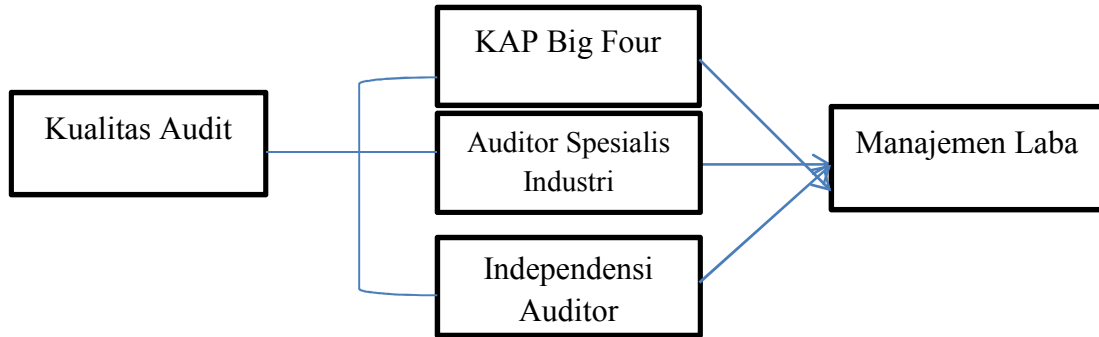 Kualitas Audit
KAP Big Four
Auditor Spesialis
Industri
Independensi
Auditor
Manajemen Laba